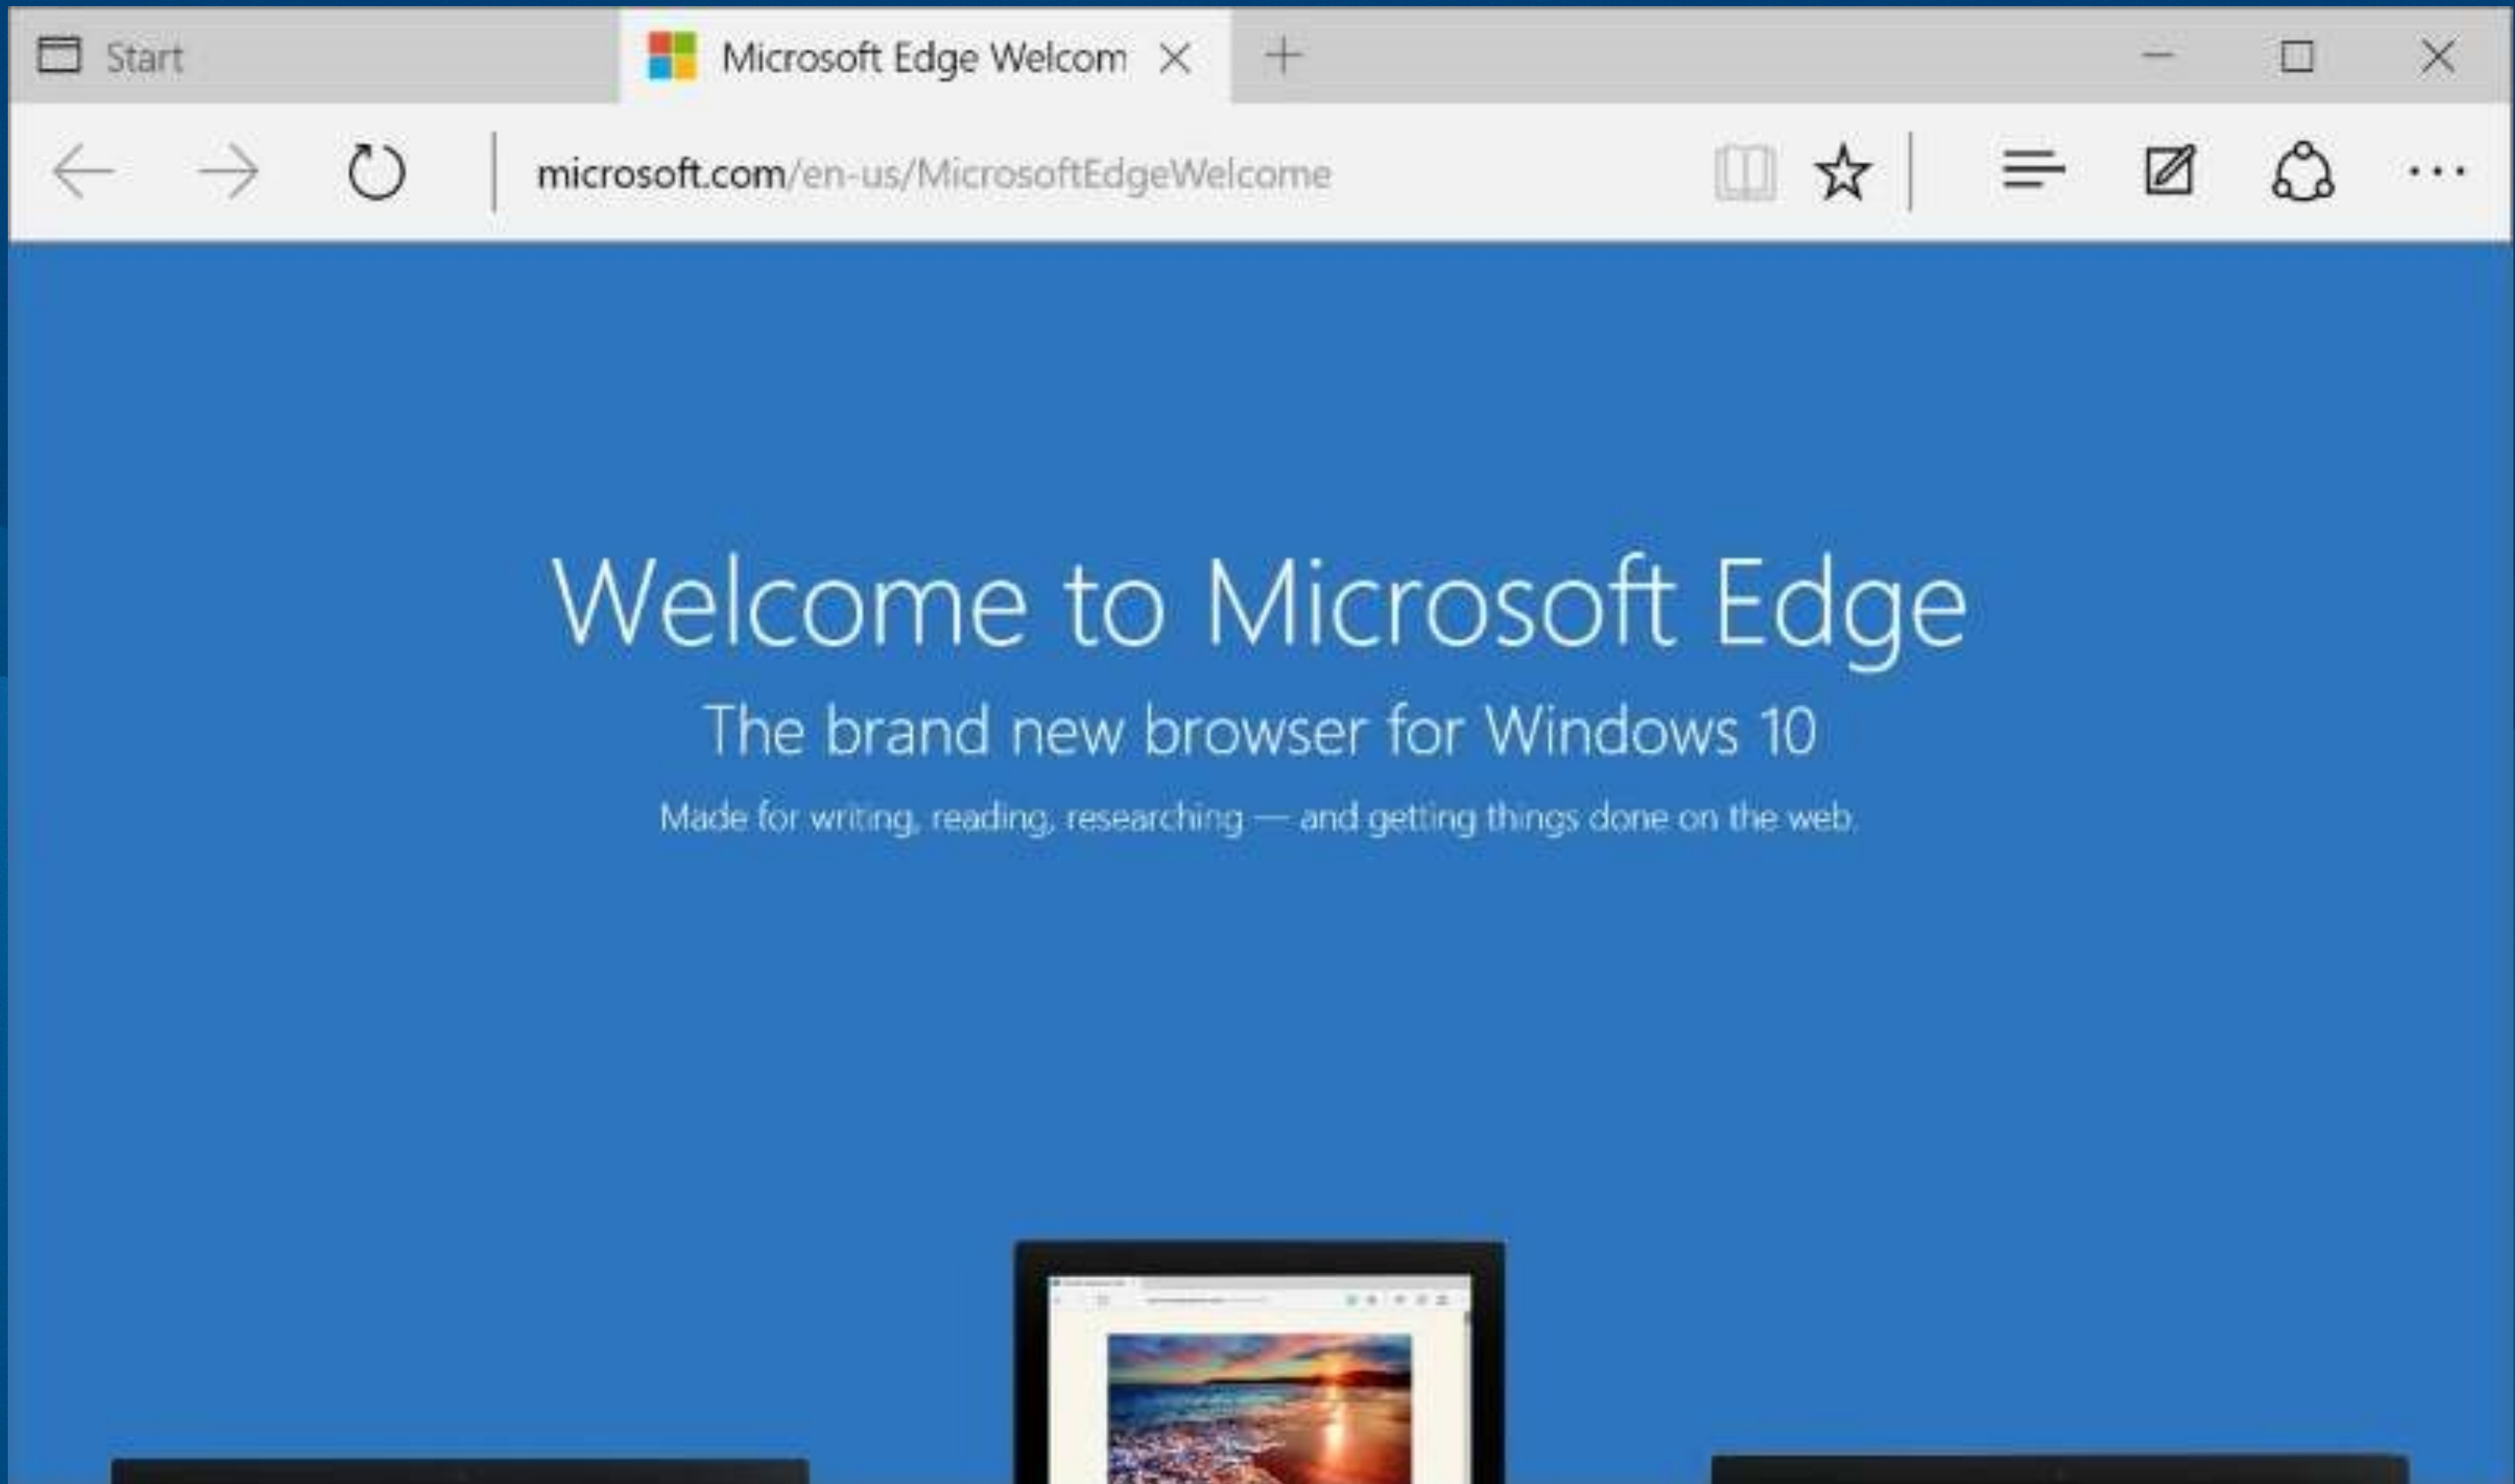 Start
Microsoft Edge Welcom
microsoft.com/en-us/MicrosoftEdgeWelcome
Welcome to Microsoft Edge
The brand new browser for Windows 10
Made for writing, reading, researching — and getting things done on the web.